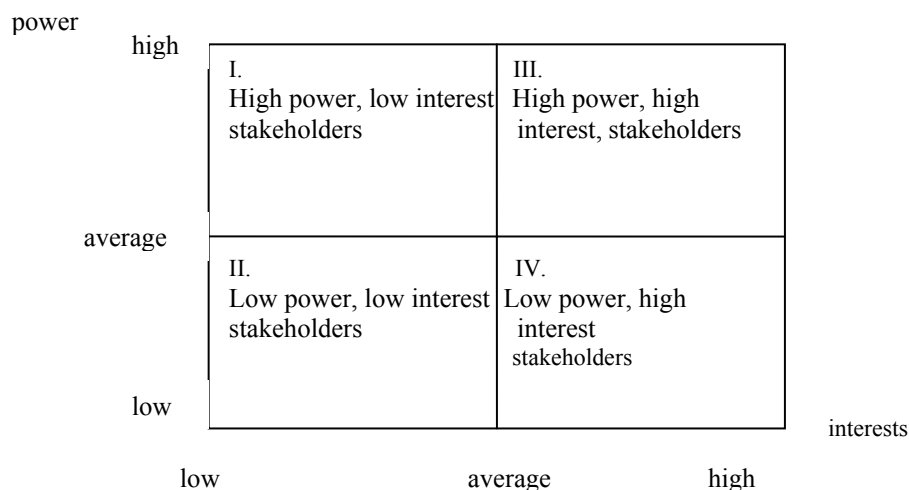 power
high
I.
High power, low interest
stakeholders
III.
High power, high
interest, stakeholders
average
II.
Low power, low interest
stakeholders
IV.
Low power, high
interest
stakeholders
low
interests
low
average
high